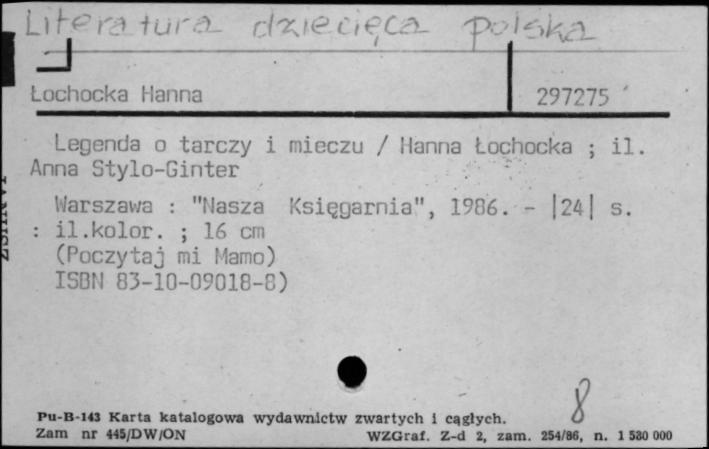 Literatura dziecięca polska
Łochocka Hanna 297275
Legenda o tarczy i mieczu / Hanna Łochocka ; il.
Anna Stylo-Ginter
Warszawa : "Nasza Księgarnia", 1986. - |24| s.
: il.kolor. ; 16 cm
(Poczytaj mi Mamo)
ISBN 83-10-09018-8)
8
Pu-B-143 Karta katalogowa wydawnictw zwartych i cągłych.
Zam nr 445/DW/ON WZGraf. Z-d 2, zam. 254/86, n. 1 530 000